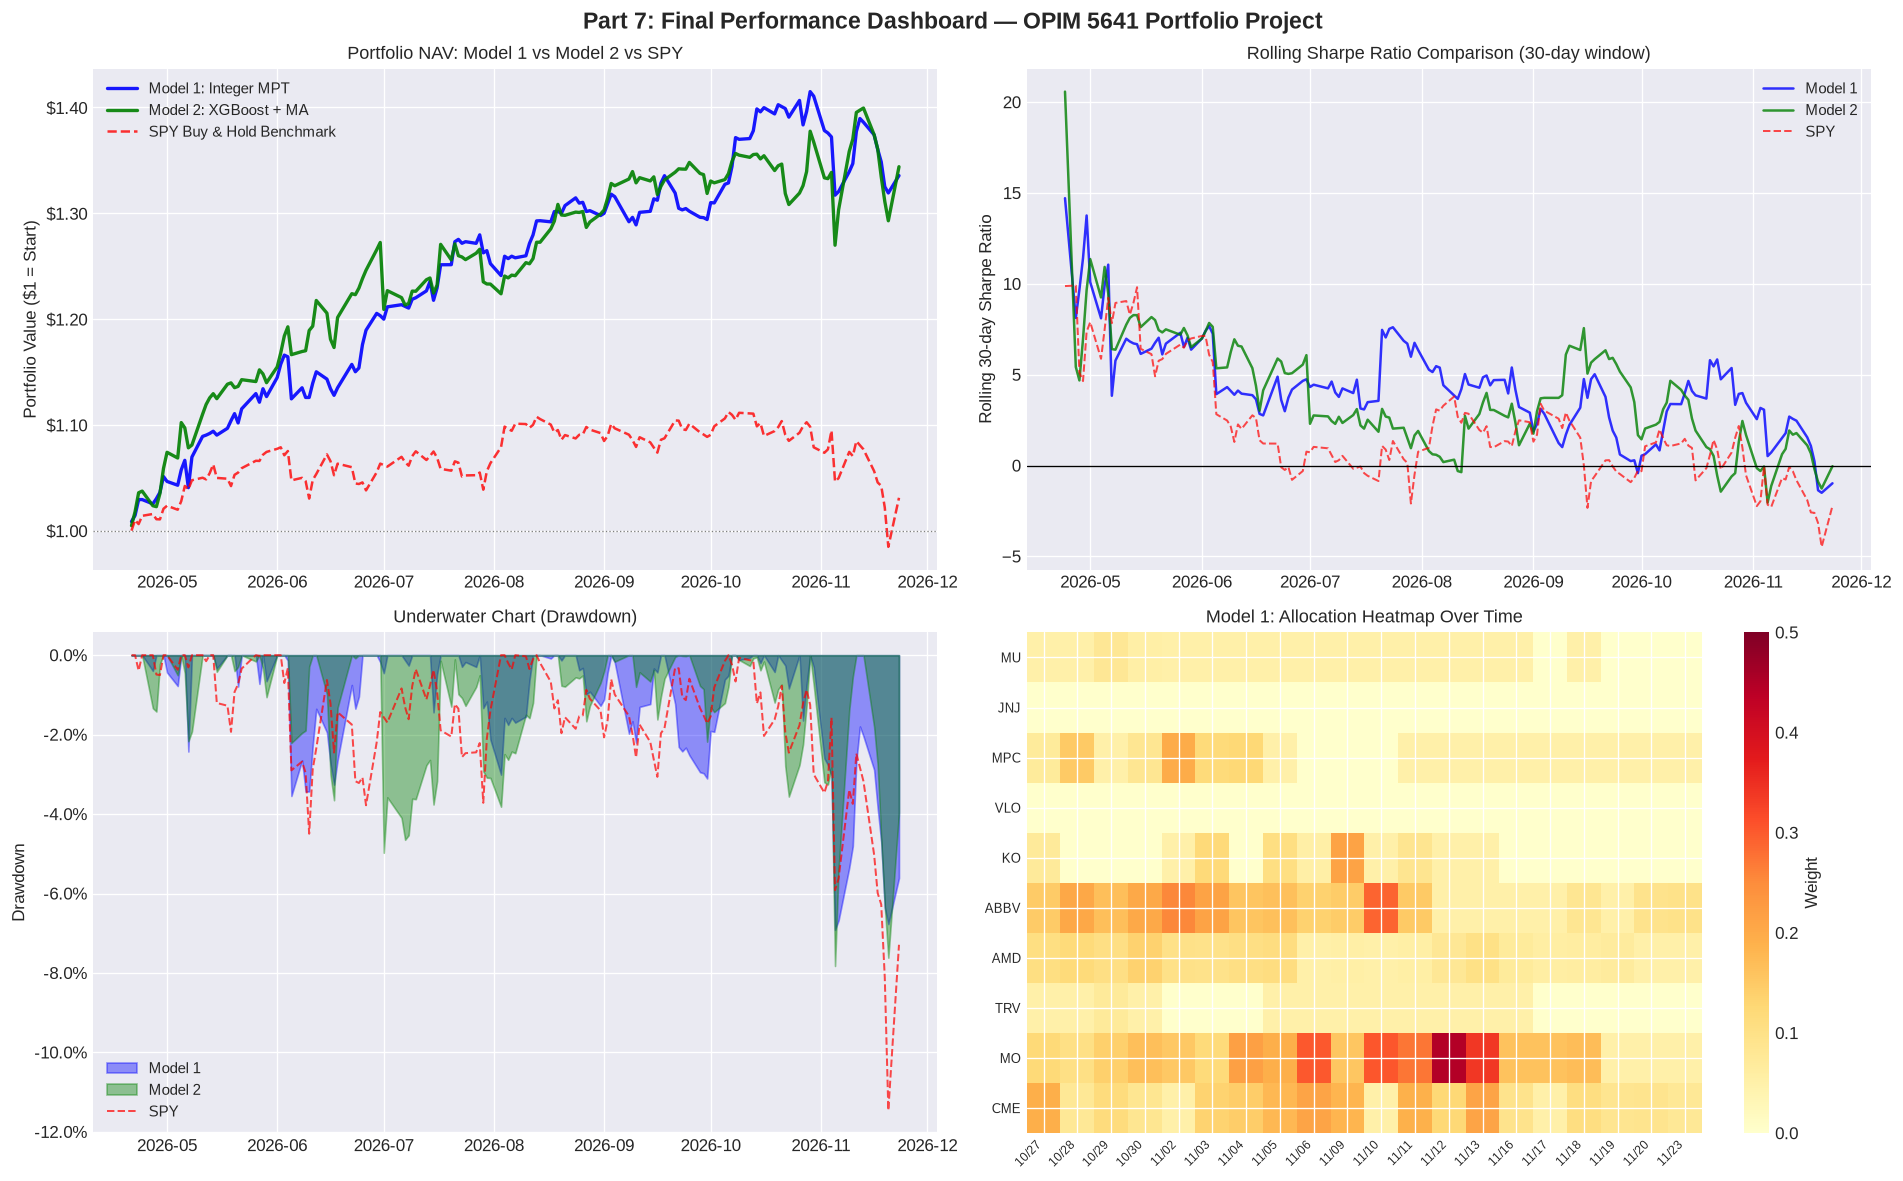 Part 7: Final Performance Dashboard — OPIM 5641 Portfolio Project
Portfolio NAV: Model 1 vs Model 2 vs SPY
Model 1: Integer MPT
Model 2: XGBoost + MA
SPY Buy & Hold Benchmark
Portfolio Value ($1 = Start)
$1.40
$1.30
$1.20
$1.10
$1.00
2026-05 2026-06 2026-07 2026-08 2026-09 2026-10 2026-11 2026-12
Rolling Sharpe Ratio Comparison (30-day window)
Model 1
Model 2
SPY
Rolling 30-day Sharpe Ratio
20
15
10
5
0
−5
2026-05 2026-06 2026-07 2026-08 2026-09 2026-10 2026-11 2026-12
Underwater Chart (Drawdown)
Drawdown
0.0%
-2.0%
-4.0%
-6.0%
-8.0%
-10.0%
-12.0%
Model 1
Model 2
SPY
2026-05 2026-06 2026-07 2026-08 2026-09 2026-10 2026-11 2026-12
Model 1: Allocation Heatmap Over Time
MU
JNJ
MPC
VLO
KO
ABBV
AMD
TRV
MO
CME
10/27 10/28 10/29 10/30 11/02 11/03 11/04 11/05 11/06 11/09 11/10 11/11 11/12 11/13 11/16 11/17 11/18 11/19 11/20 11/23
0.5
0.4
0.3
0.2
0.1
0.0
Weight